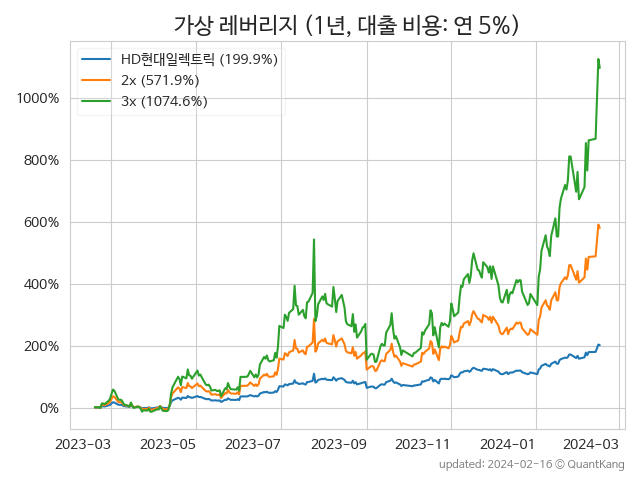 가상 레버리지 (1년, 대출 비용: 연 5%)
HD현대일렉트릭 (199.9%)
2x (571.9%)
3x (1074.6%)
1000%
800%
600%
400%
200%
0%
2023-03 2023-05 2023-07 2023-09 2023-11 2024-01 2024-03
updated: 2024-02-16 © QuantKang